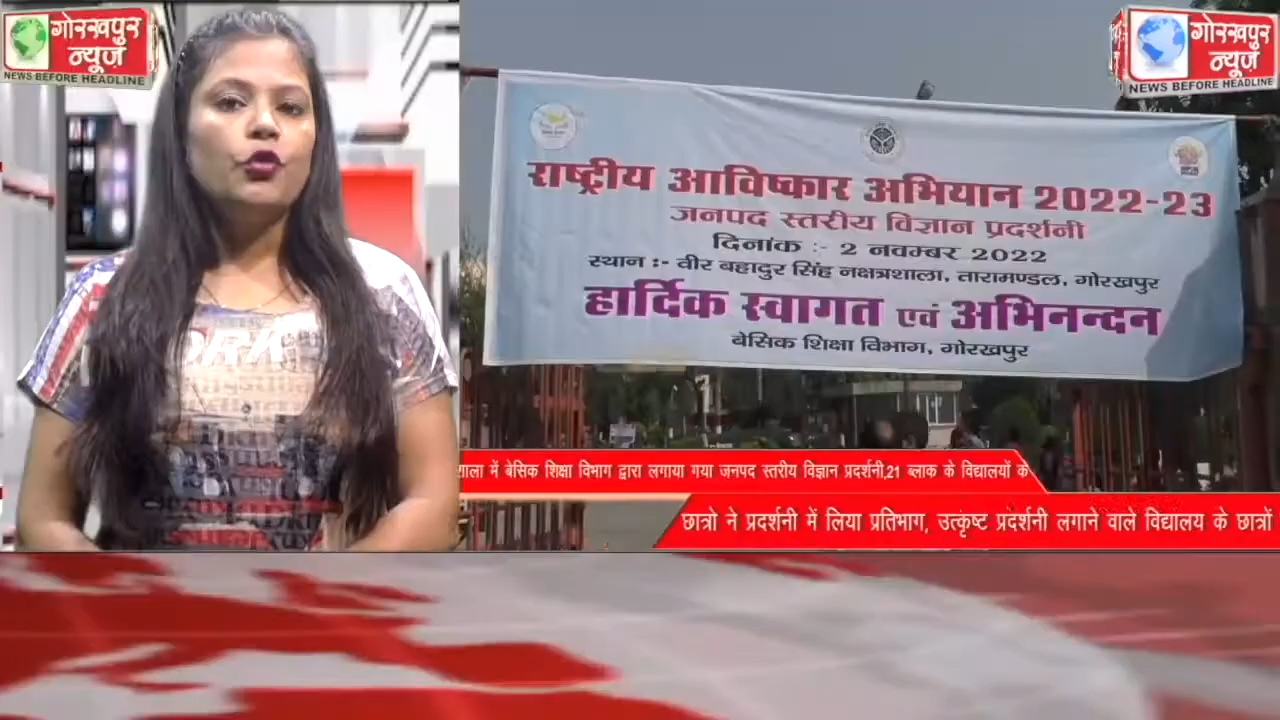 गोरखपुर
न्यूज़
NEWS BEFORE HEADLINE
गोरखपुर
न्यूज़
NEWS BEFORE HEADLINE
राष्ट्रीय आविष्कार अभियान 2022-23
जनपद स्तरीय विज्ञान प्रदर्शनी
दिनांक :- 2 नवम्बर 2022
स्थान :- वीर बहादुर सिंह नक्षत्रशाला, तारामण्डल, गोरखपुर
हार्दिक स्वागत एवं अभिनन्दन
बेसिक शिक्षा विभाग, गोरखपुर
शाला में बेसिक शिक्षा विभाग द्वारा लगाया गया जनपद स्तरीय विज्ञान प्रदर्शनी,21 ब्लाक के विद्यालयों के
छात्रो ने प्रदर्शनी में लिया प्रतिभाग, उत्कृष्ट प्रदर्शनी लगाने वाले विद्यालय के छात्रों